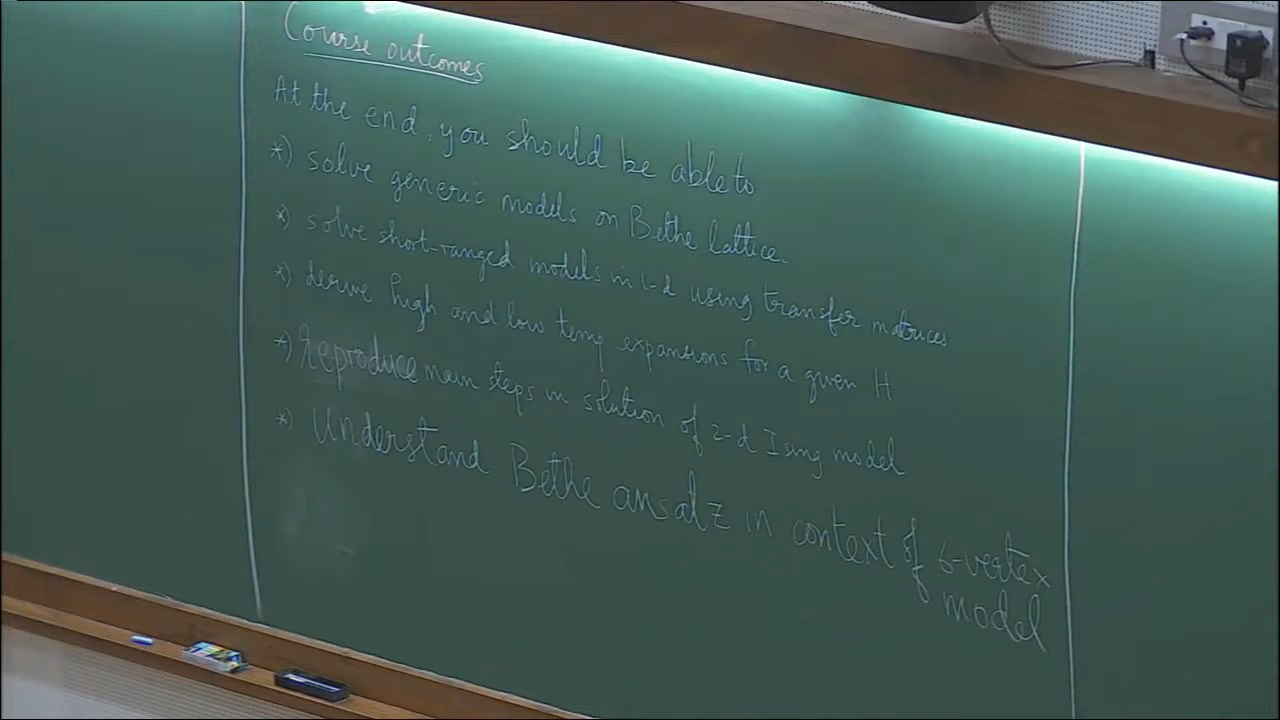 Course outcomes
At the end, you should be able to
*) solve generic models on Bethe lattice.
*) solve short-ranged models in 1-d using transfer matrices
*) derive high and low temp expansions for a given H
*) Reproduce main steps in solution of 2-d Ising model
*) Understand Bethe ansatz in context of 6-vertex
model